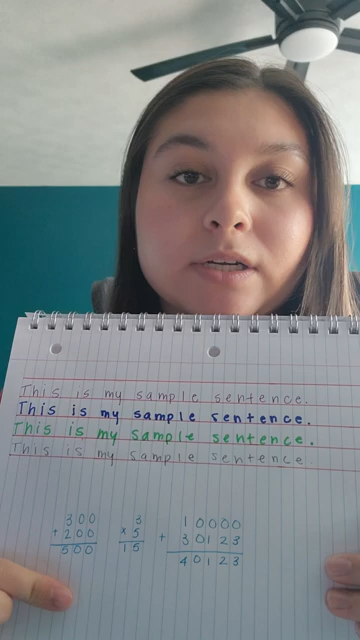 This is my sample sentence.
This is my sample sentence.
This is my sample sentence.
This is my sample sentence.
300 3 10000
+ 200 x 5 + 30123
500 15 40123